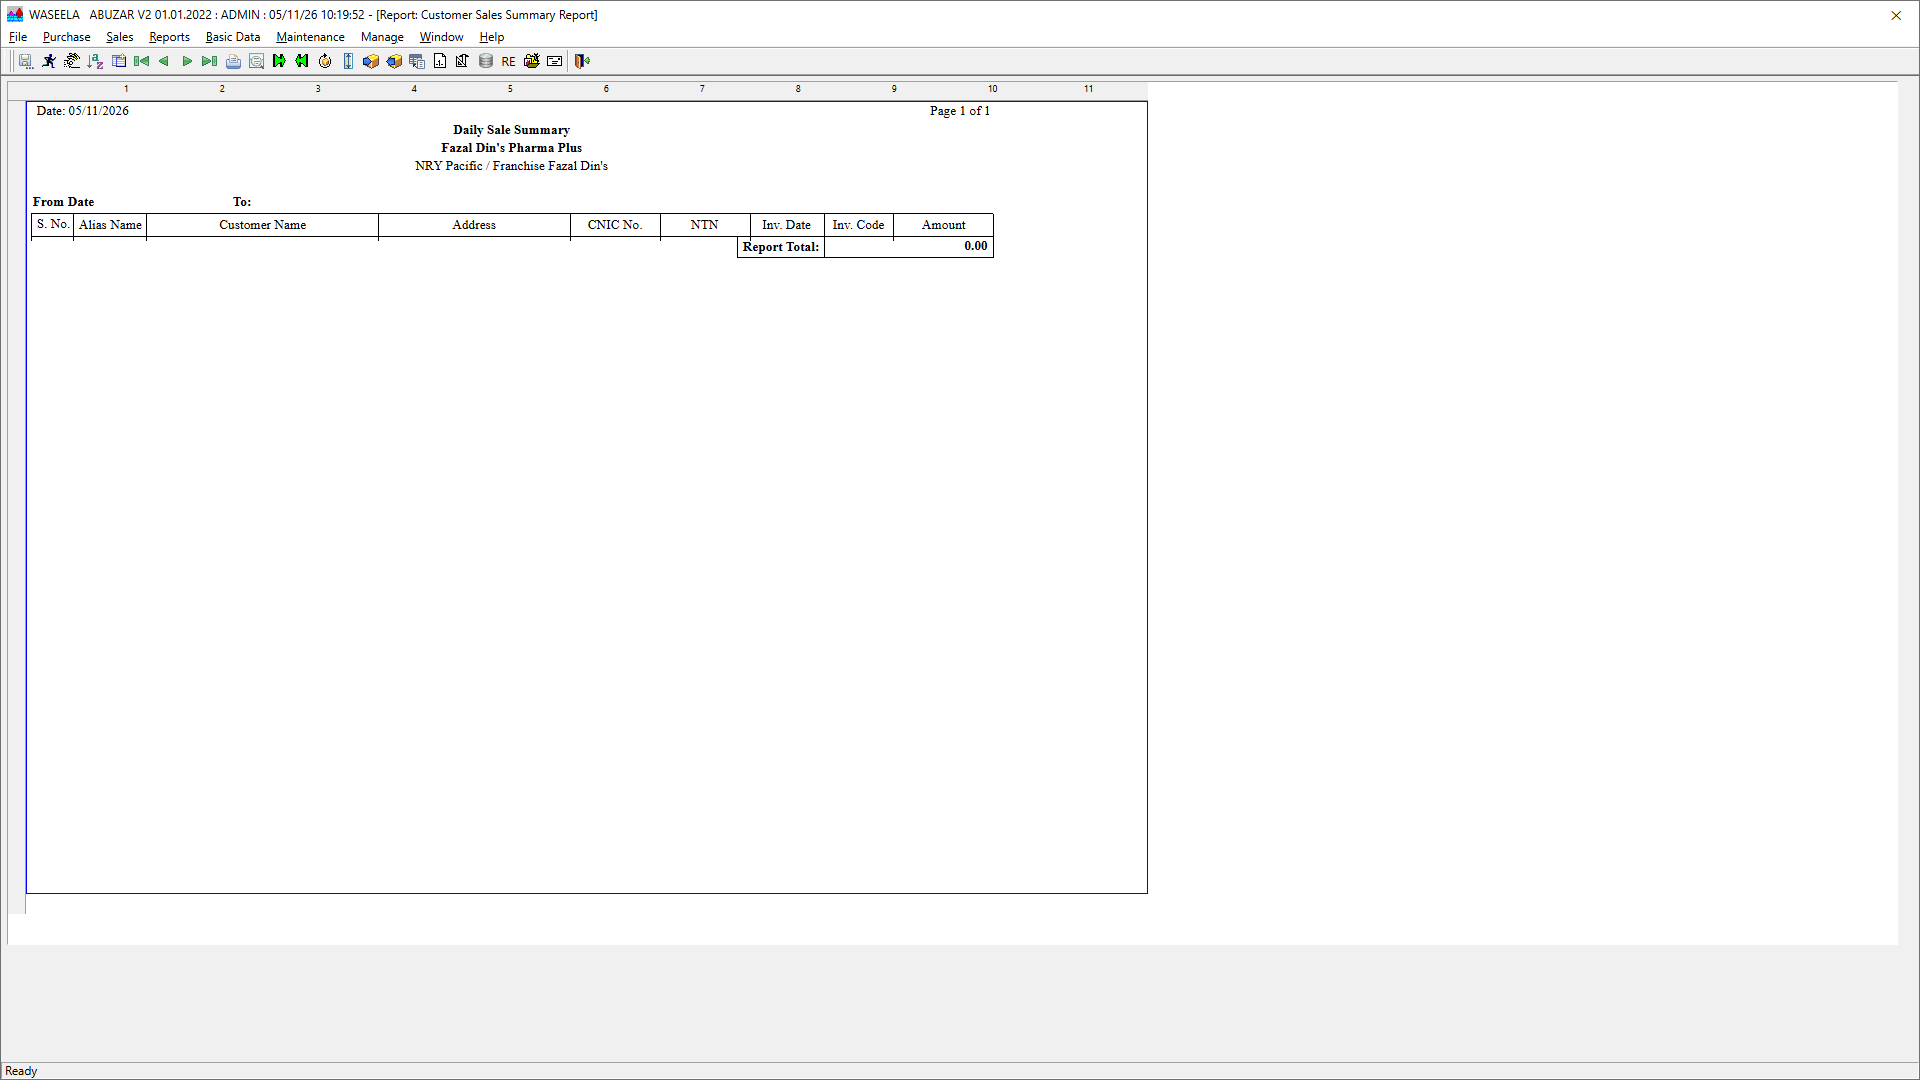 WASEELA   ABUZAR V2 01.01.2022 : ADMIN : 05/11/26 10:19:52 - [Report: Customer Sales Summary Report]
File Purchase Sales Reports Basic Data Maintenance Manage Window Help
RE
1 2 3 4 5 6 7 8 9 10 11
Date: 05/11/2026 Page 1 of 1
Daily Sale Summary
Fazal Din's Pharma Plus
NRY Pacific / Franchise Fazal Din's
From Date To:
S. No. Alias Name Customer Name Address CNIC No. NTN Inv. Date Inv. Code Amount
Report Total: 0.00
Ready